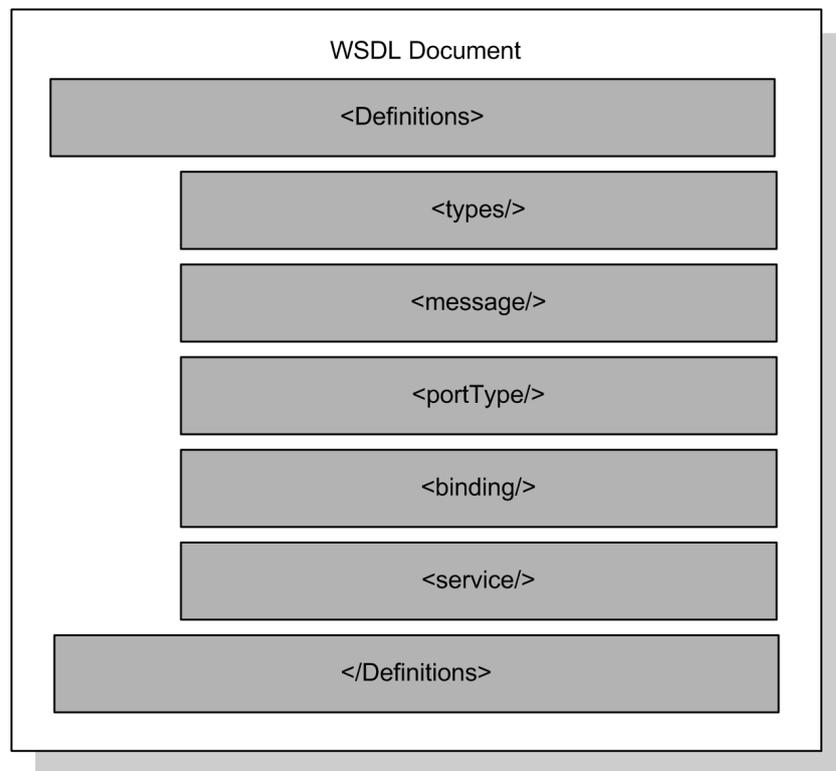 WSDL Document
<Definitions>
<types/>
<message/>
<portType/>
<binding/>
<service/>
</Definitions>